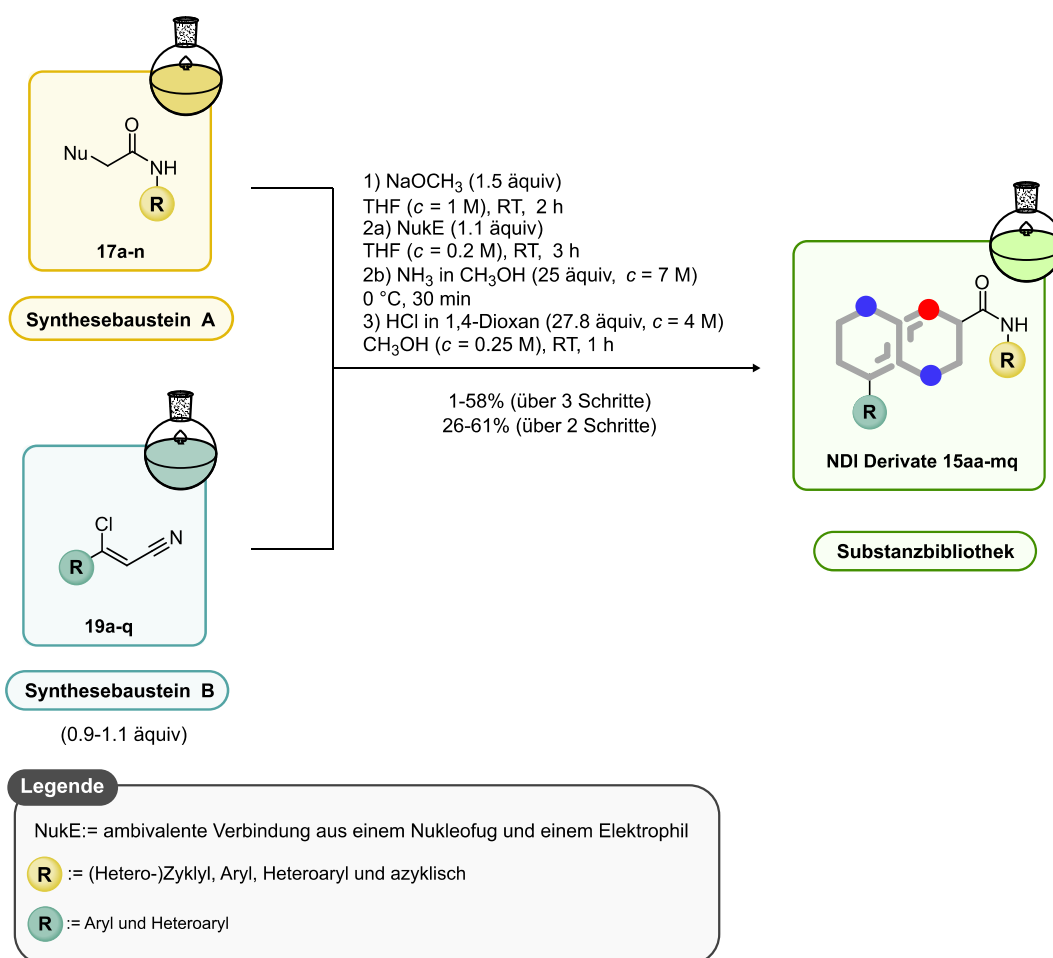 O
Nu
NH
R
17a-n
Synthesebaustein A
Cl
N
R
19a-q
Synthesebaustein B
(0.9-1.1 äquiv)
1) NaOCH₃ (1.5 äquiv)
THF (c = 1 M), RT, 2 h
2a) NukE (1.1 äquiv)
THF (c = 0.2 M), RT, 3 h
2b) NH₃ in CH₃OH (25 äquiv, c = 7 M)
0 °C, 30 min
3) HCl in 1,4-Dioxan (27.8 äquiv, c = 4 M)
CH₃OH (c = 0.25 M), RT, 1 h
1-58% (über 3 Schritte)
26-61% (über 2 Schritte)
O
NH
R
R
NDI Derivate 15aa-mq
Substanzbibliothek
Legende
NukE:= ambivalente Verbindung aus einem Nukleofug und einem Elektrophil
R := (Hetero-)Zyklyl, Aryl, Heteroaryl und azyklisch
R := Aryl und Heteroaryl